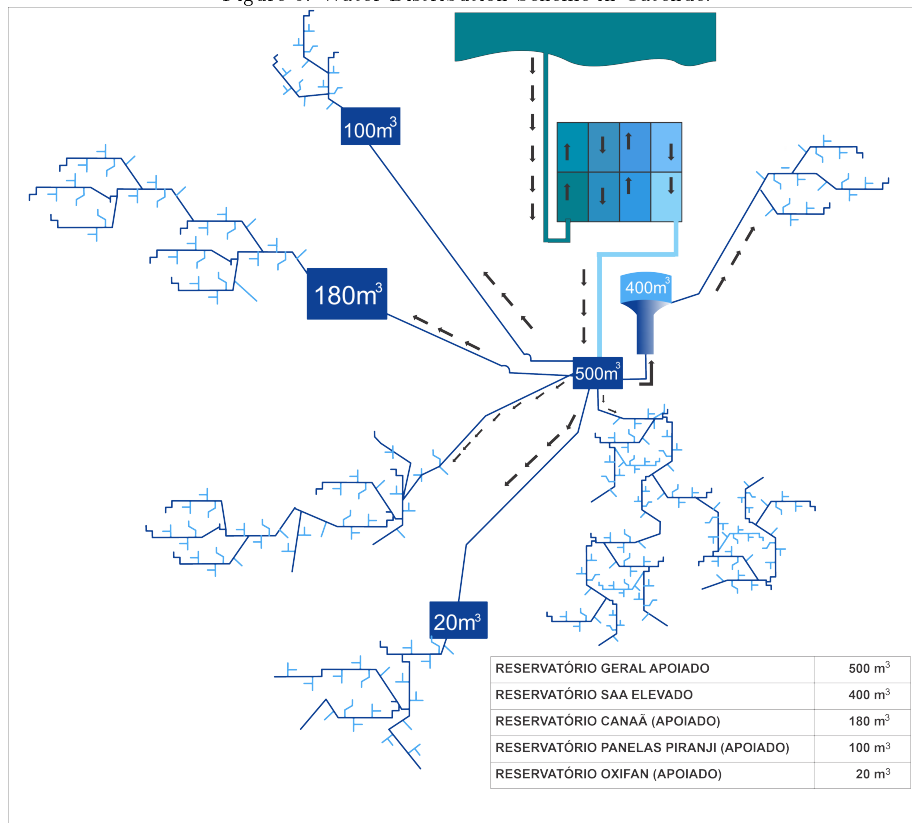 100m³
400m³
180m³
500m³
20m³
RESERVATÓRIO GERAL APOIADO 500 m³
RESERVATÓRIO SAA ELEVADO 400 m³
RESERVATÓRIO CANAÃ (APOIADO) 180 m³
RESERVATÓRIO PANELAS PIRANJI (APOIADO) 100 m³
RESERVATÓRIO OXIFAN (APOIADO) 20 m³